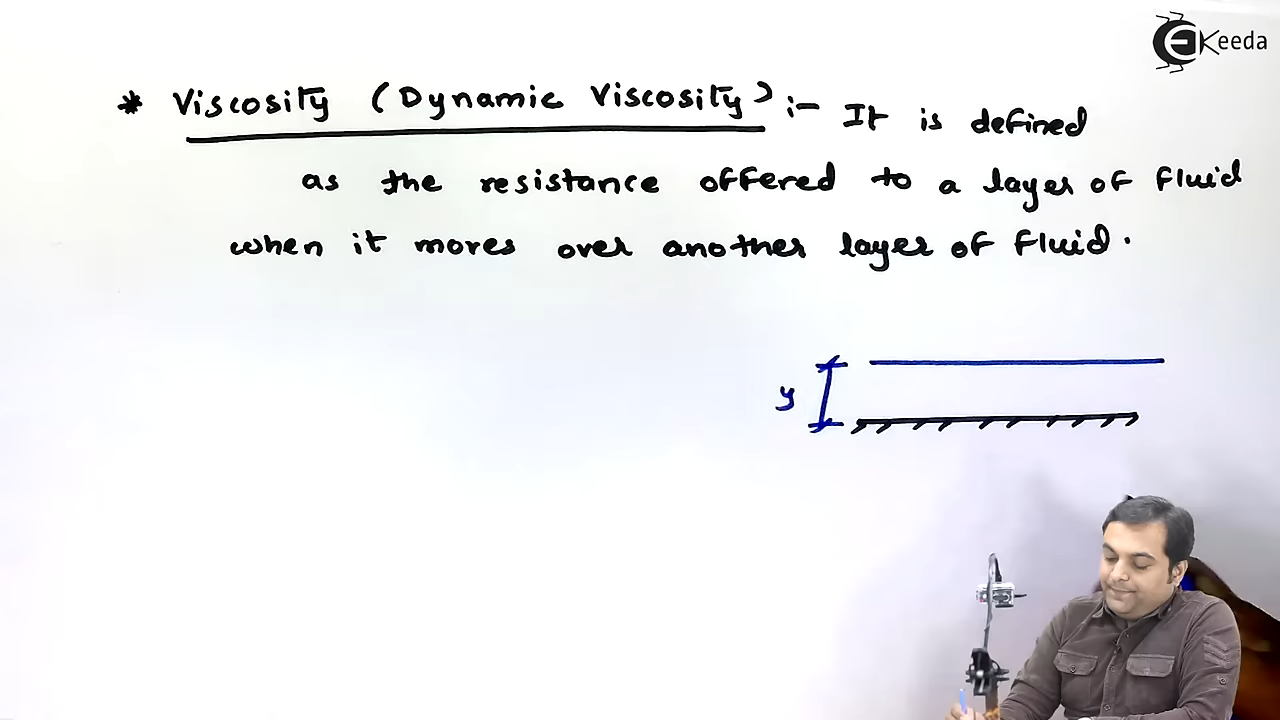 EKeeda
* Viscosity (Dynamic Viscosity) :- It is defined
as the resistance offered to a layer of fluid
when it moves over another layer of fluid.
y